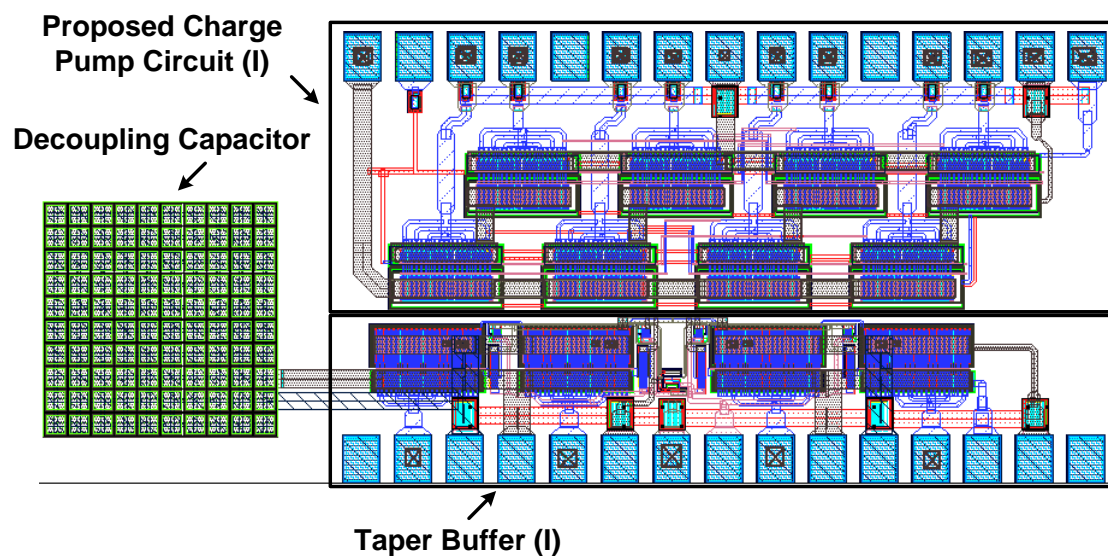 Proposed Charge
Pump Circuit (I)
Decoupling Capacitor
Taper Buffer (I)